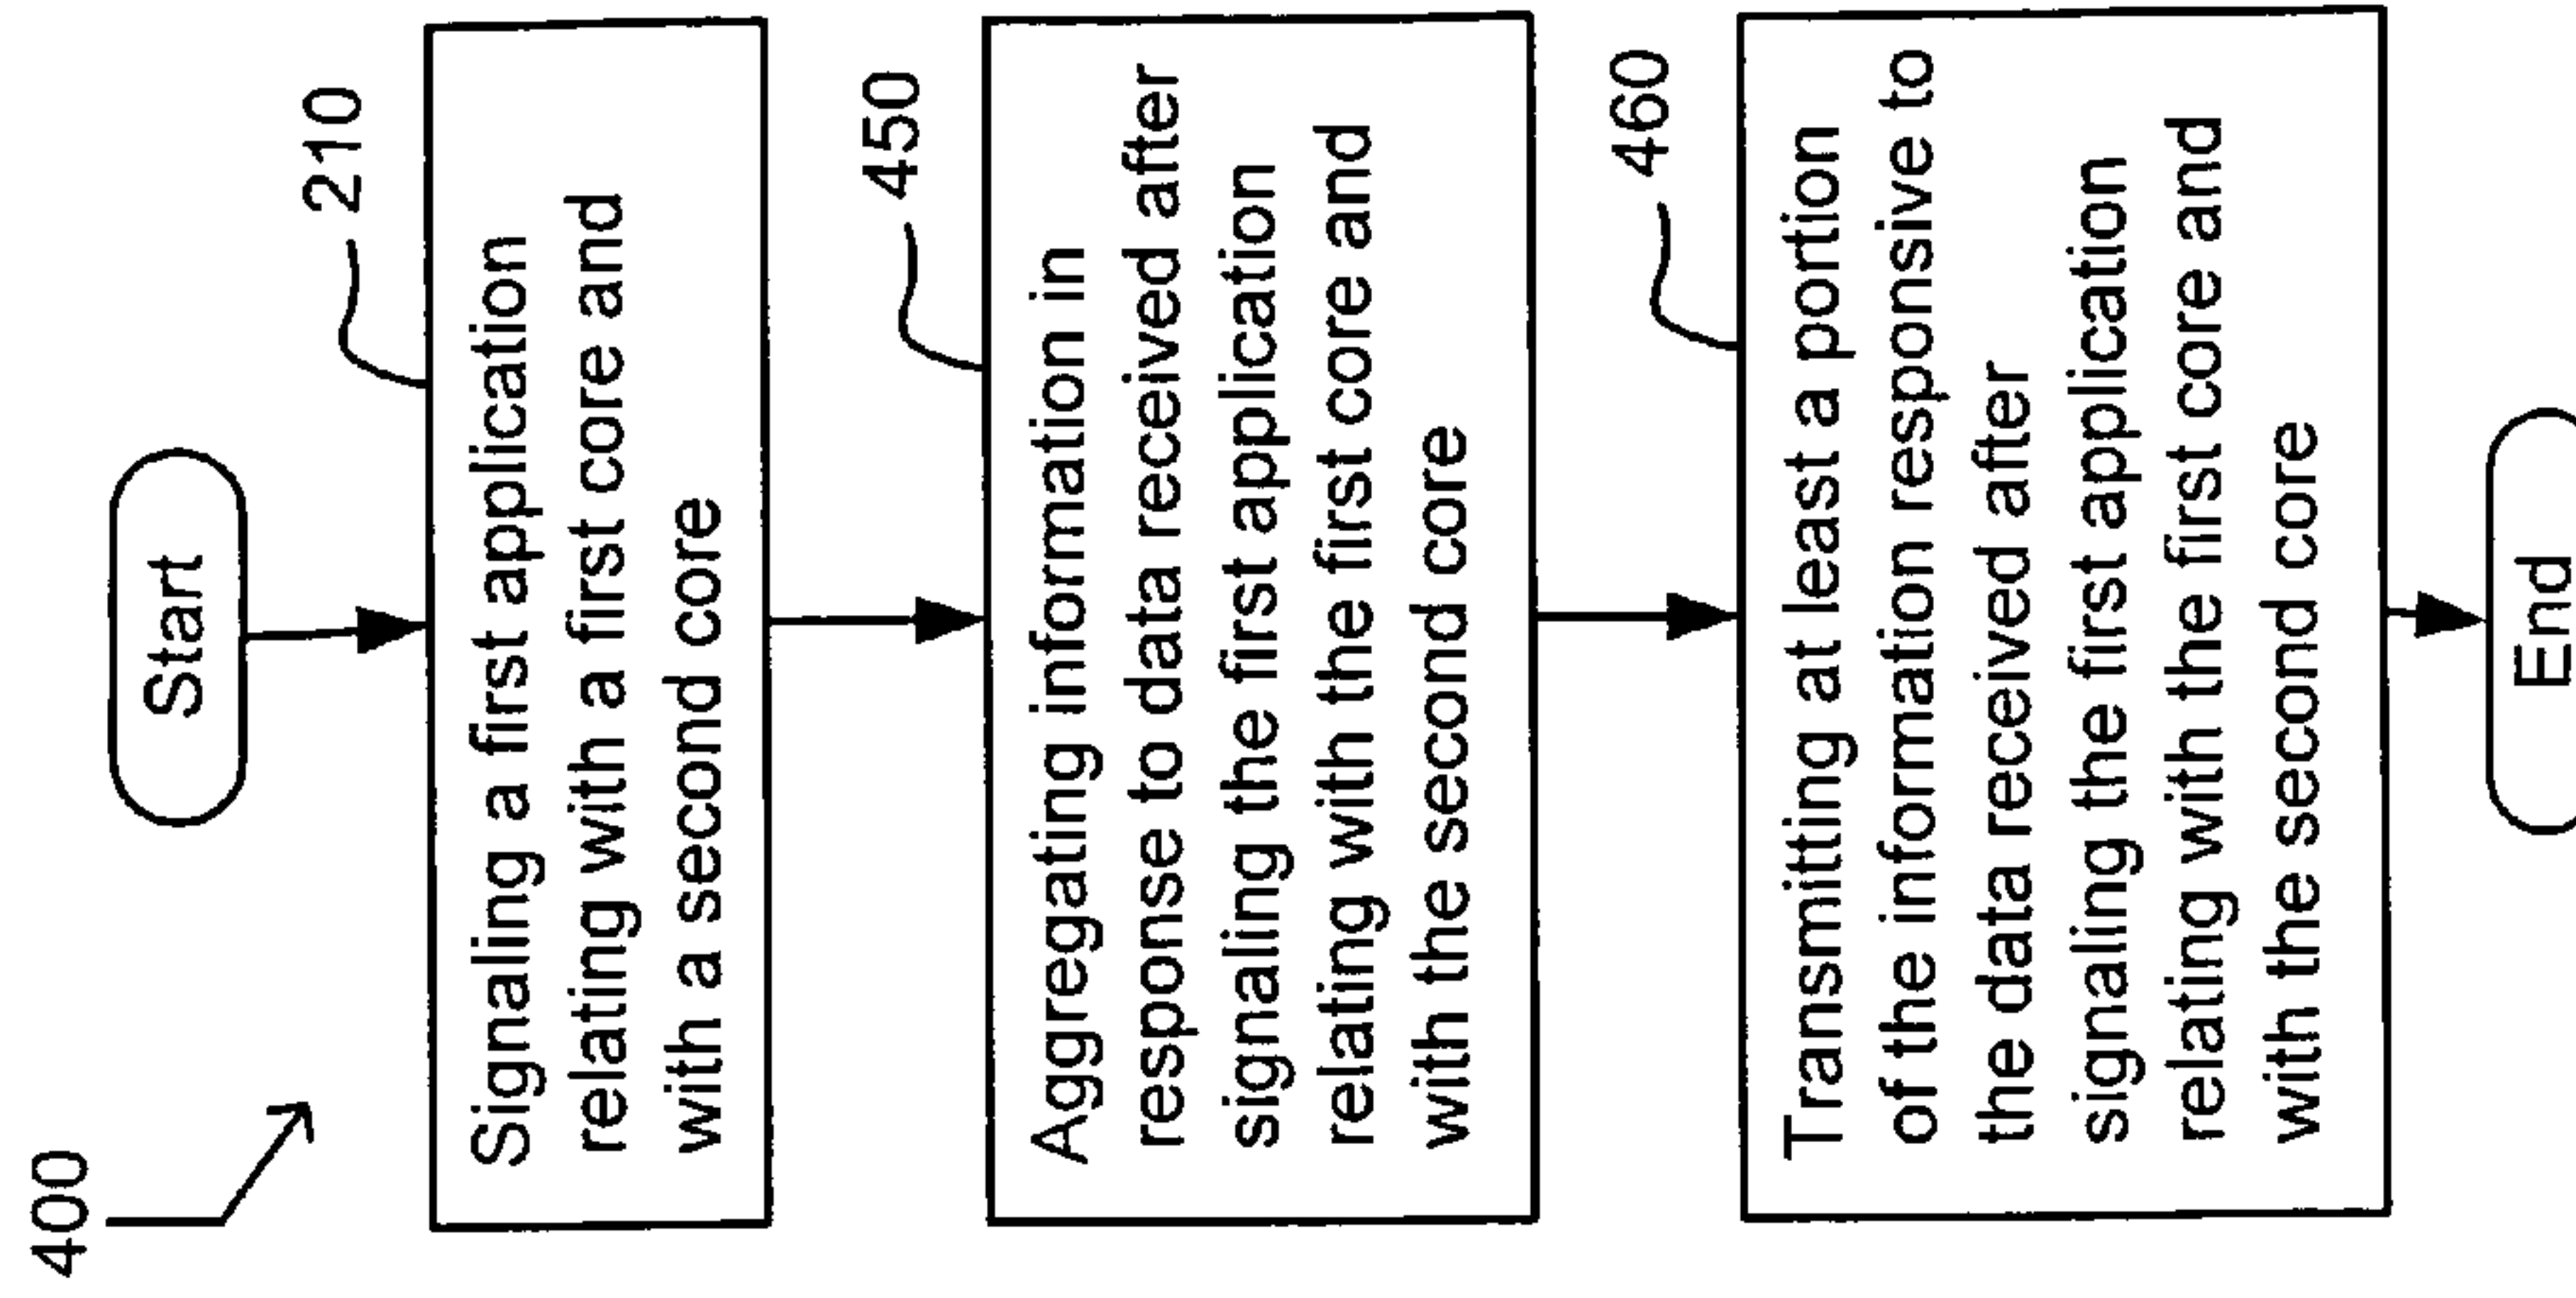 400
Start
210
Signaling a first application
relating with a first core and
with a second core
450
Aggregating information in
response to data received after
signaling the first application
relating with the first core and
with the second core
460
Transmitting at least a portion
of the information responsive to
the data received after
signaling the first application
relating with the first core and
with the second core
End